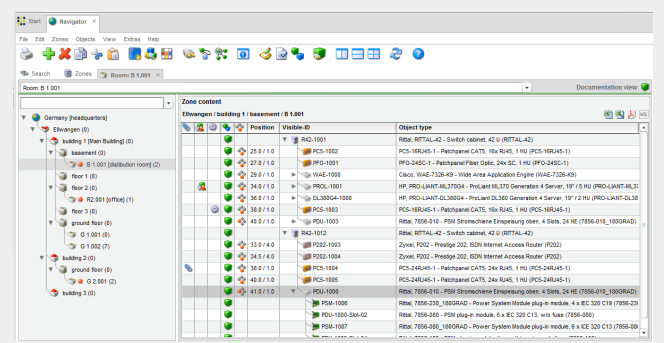 Start
Navigator
File Edit Zones Objects View Extras Help
Search
Zones
Room: B 1.001
Room: B 1.001
Documentation view
Germany [headquarters]
Ellwangen (0)
building 1 [Main Building] (0)
basement (0)
B 1.001 [distibution room] (2)
floor 1 (0)
floor 2 (0)
R2.001 [office] (1)
floor 3 (0)
ground floor (0)
G 1.001 (0)
G 1.002 (7)
building 2 (0)
ground floor (0)
G 2.001 (2)
building 3 (0)
Zone content
Ellwangen / building 1 / basement / B 1.001
Position Visible-ID Object type
R42-1001 Rittal, RITTAL-42 - Switch cabinet, 42 U (RITTAL-42)
25.0 / 1.0 PC5-1002 PC5-16RJ45-1 - Patchpanel CAT5, 16x RJ45, 1 HU (PC5-16RJ45-1)
27.0 / 1.0 PFO-1001 PFO-24SC-1 - Patchpanel Fiber Optic, 24x SC, 1 HU (PFO-24SC-1)
29.0 / 1.0 WAE-1000 Cisco, WAE-7326-K9 - Wide Area Application Engine (WAE-7326-K9)
34.0 / 1.0 PROL-1001 HP, PRO-LIANT-ML370G4 - ProLiant ML370 Generation 4 Server, 19" / 5 HU (PRO-LIANT-ML37
36.0 / 1.0 DL380G4-1000 HP, PRO-LIANT-DL380G4 - ProLiant DL380 Generation 4 Server, 19" / 2 HU (PRO-LIANT-DL38
38.0 / 1.0 PC5-1003 PC5-16RJ45-1 - Patchpanel CAT5, 16x RJ45, 1 HU (PC5-16RJ45-1)
40.0 / 1.0 PDU-1003 Rittal, 7856-010 - PSM Stromschiene Einspeisung oben, 4 Slots, 24 HE (7856-010_180GRAD)
R42-1012 Rittal, RITTAL-42 - Switch cabinet, 42 U (RITTAL-42)
33.0 / 4.0 P202-1003 Zyxel, P202 - Prestige 202, ISDN Internet Access Router (P202)
34.5 / 4.0 P202-1004 Zyxel, P202 - Prestige 202, ISDN Internet Access Router (P202)
38.0 / 1.0 PC5-1004 PC5-24RJ45-1 - Patchpanel CAT5, 24x RJ45, 1 HU (PC5-24RJ45-1)
40.0 / 1.0 PC5-1005 PC5-24RJ45-1 - Patchpanel CAT5, 24x RJ45, 1 HU (PC5-24RJ45-1)
41.0 / 1.0 PDU-1000 Rittal, 7856-010 - PSM Stromschiene Einspeisung oben, 4 Slots, 24 HE (7856-010_180GRAD)
PSM-1006 Rittal, 7856-230_180GRAD - Power System Module plug-in module, 4 x IEC 320 C19 (7856-23
PDU-1000-Slot-02 Rittal, 7856-080 - PSM plug-in module, 6 x IEC 320 C13, w/o fuse (7856-080)
PSM-1007 Rittal, 7856-080_180GRAD - Power System Module plug-in module, 6 x ICE 320 C13 (7856-08